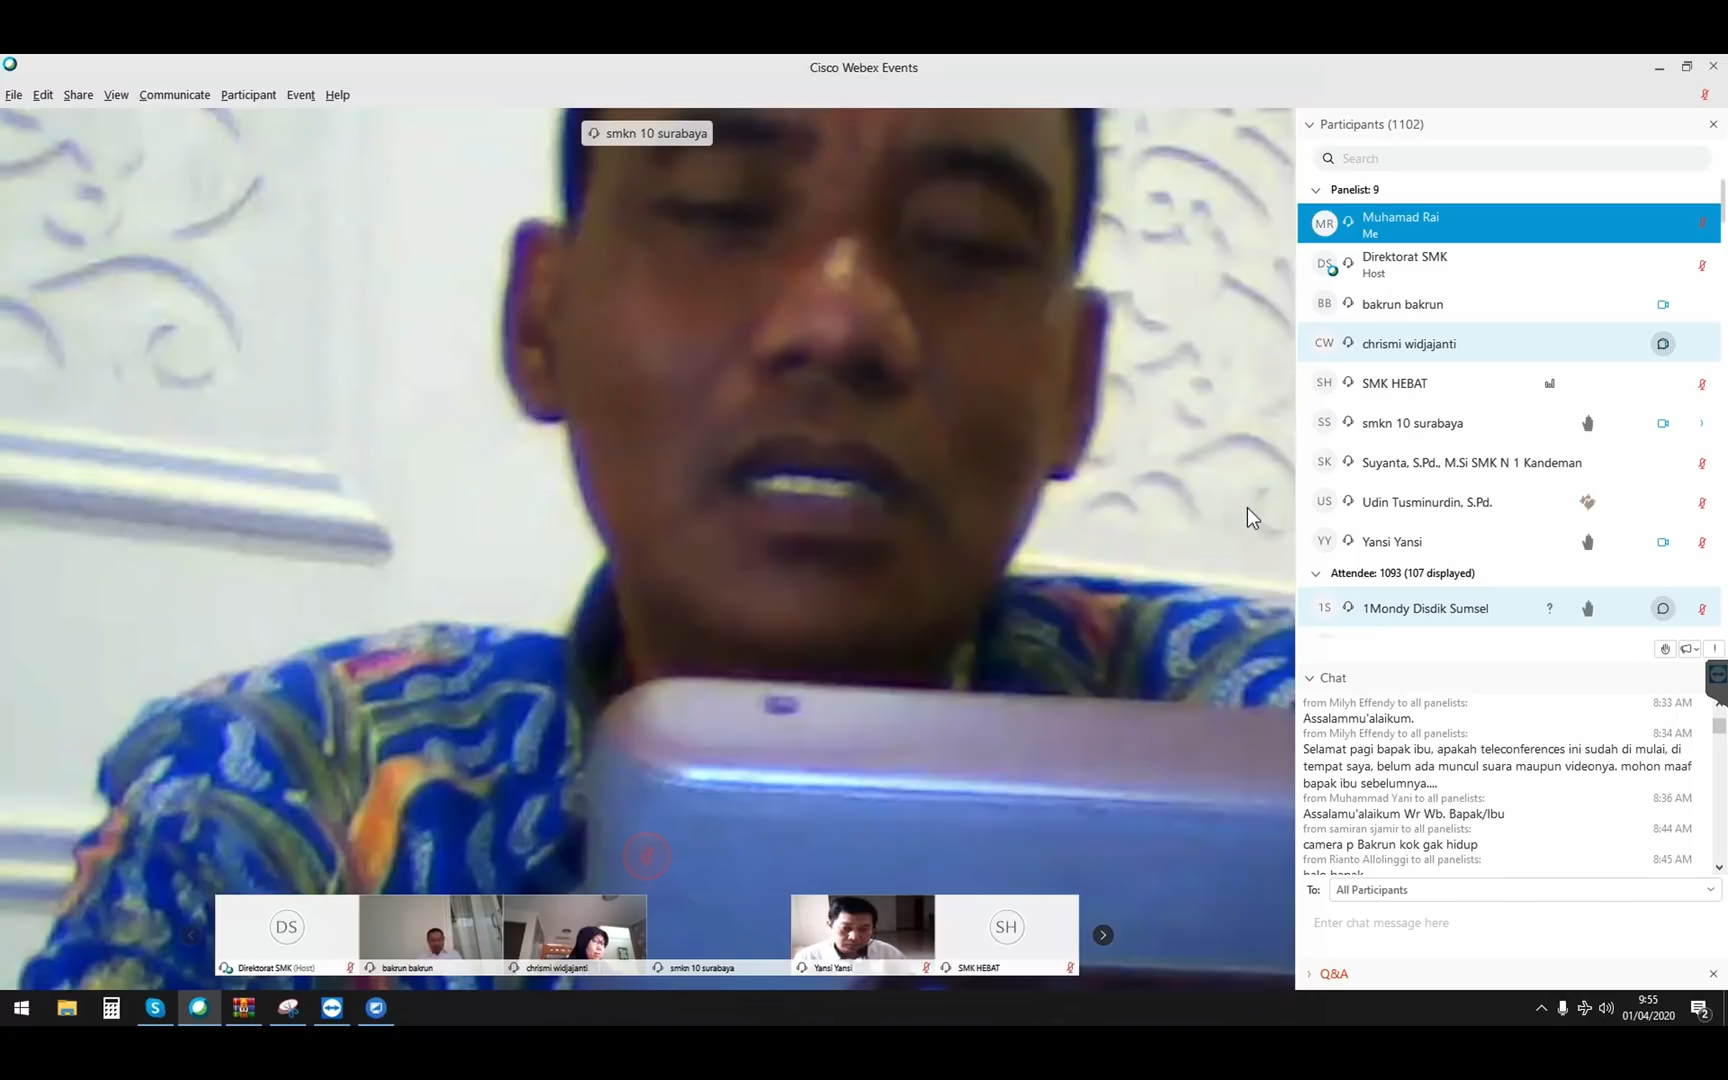 Cisco Webex Events
File Edit Share View Communicate Participant Event Help
smkn 10 surabaya
Participants (1102)
Search
Panelist: 9
MR Muhamad Rai
Me
DS Direktorat SMK
Host
BB bakrun bakrun
CW chrismi widjajanti
SH SMK HEBAT
SS smkn 10 surabaya
SK Suyanta, S.Pd., M.Si SMK N 1 Kandeman
US Udin Tusminurdin, S.Pd.
YY Yansi Yansi
Attendee: 1093 (107 displayed)
1S 1Mondy Disdik Sumsel ?
Chat
from Milyh Effendy to all panelists: 8:33 AM
Assalammu'alaikum.
from Milyh Effendy to all panelists: 8:34 AM
Selamat pagi bapak ibu, apakah teleconferences ini sudah di mulai, di
tempat saya, belum ada muncul suara maupun videonya. mohon maaf
bapak ibu sebelumnya....
from Muhammad Yani to all panelists: 8:36 AM
Assalamu'alaikum Wr Wb. Bapak/Ibu
from samiran sjamir to all panelists: 8:44 AM
camera p Bakrun kok gak hidup
from Rianto Allolinggi to all panelists: 8:45 AM
To: All Participants
Enter chat message here
Q&A
DS
SH
Direktorat SMK (Host)
bakrun bakrun
chrismi widjajanti
smkn 10 surabaya
Yansi Yansi
SMK HEBAT
9:55
01/04/2020
2